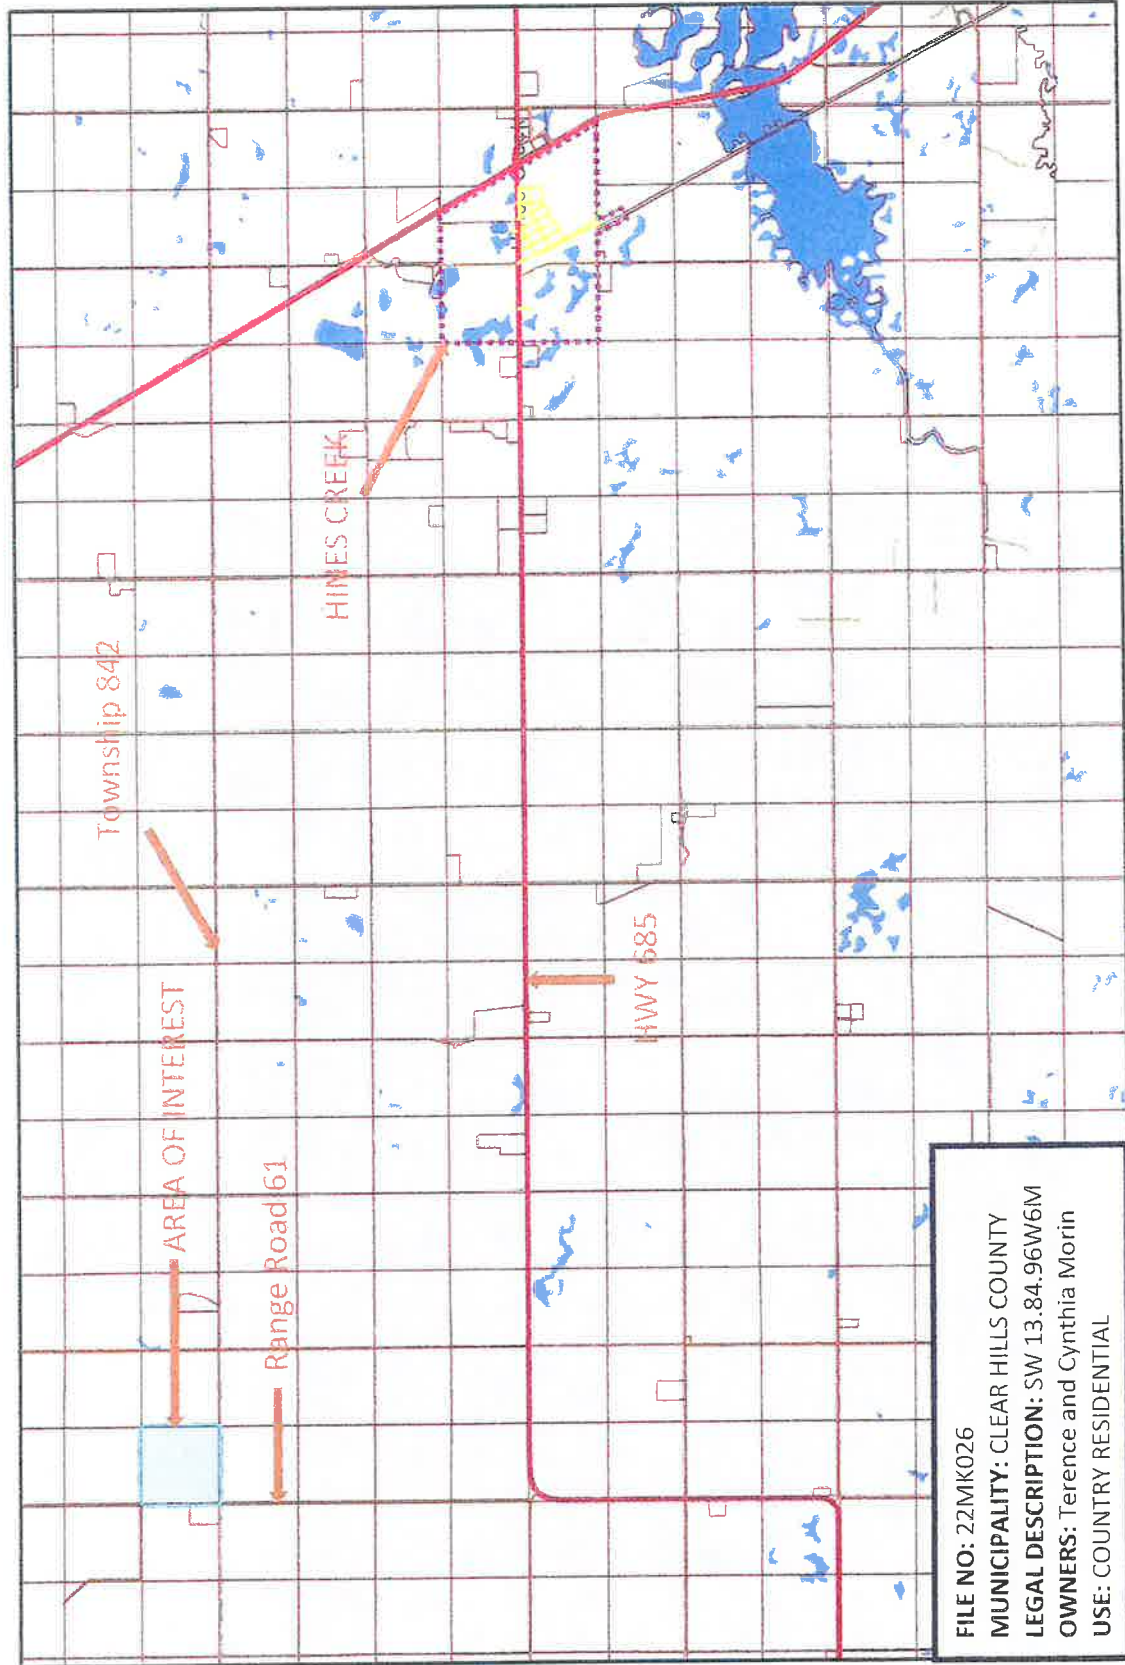 Township 842
HINES CREEK
AREA OF INTEREST
Range Road 61
HWY 685
FILE NO: 22MK026
MUNICIPALITY: CLEAR HILLS COUNTY
LEGAL DESCRIPTION: SW 13.84.96W6M
OWNERS: Terence and Cynthia Morin
USE: COUNTRY RESIDENTIAL